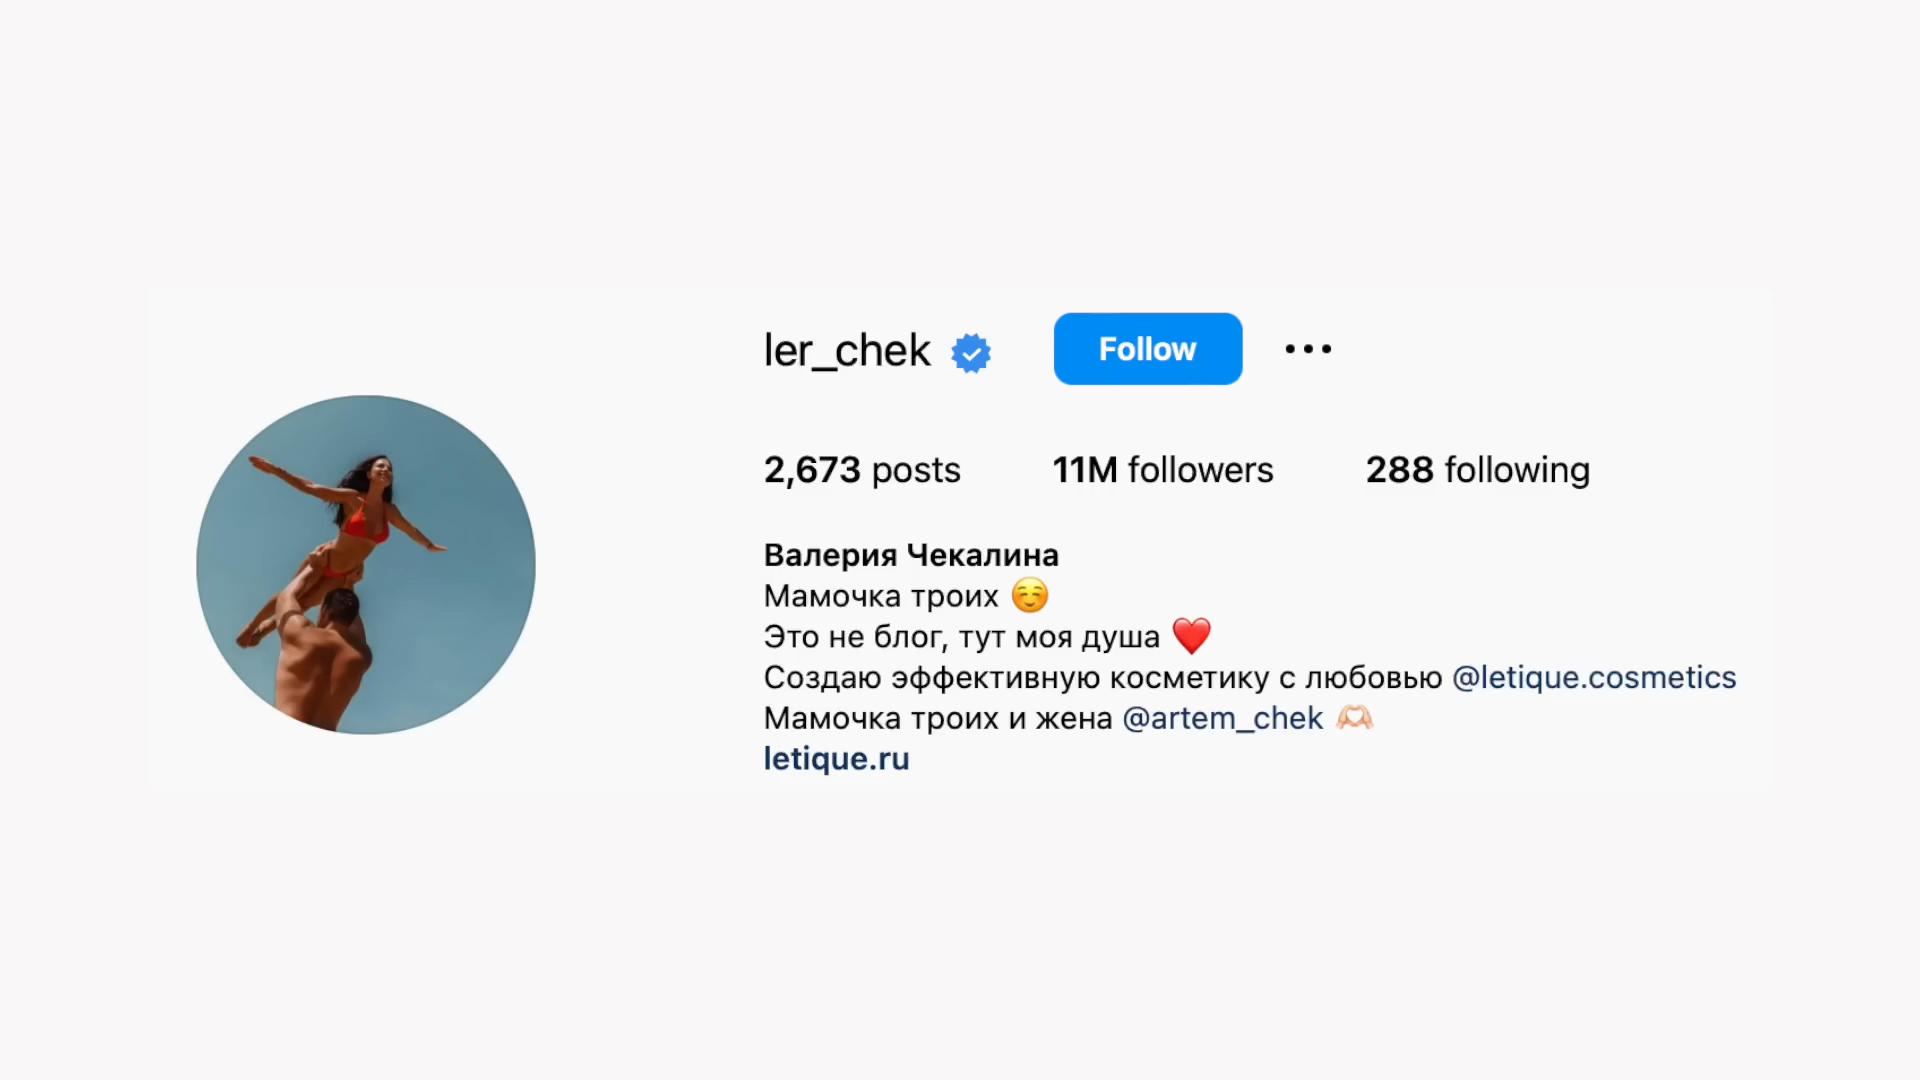 ler_chek
Follow
2,673 posts 11M followers 288 following
Валерия Чекалина
Мамочка троих ☺️
Это не блог, тут моя душа ❤️
Создаю эффективную косметику с любовью @letique.cosmetics
Мамочка троих и жена @artem_chek 🫶🏻
letique.ru